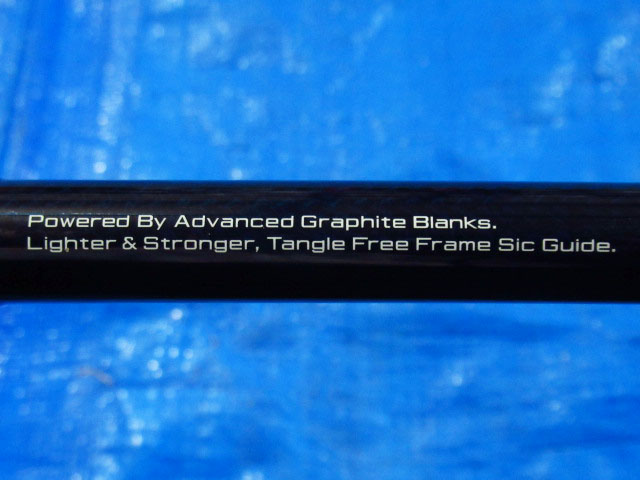 Powered By Advanced Graphite Blanks.
Lighter & Stronger, Tangle Free Frame Sic Guide.